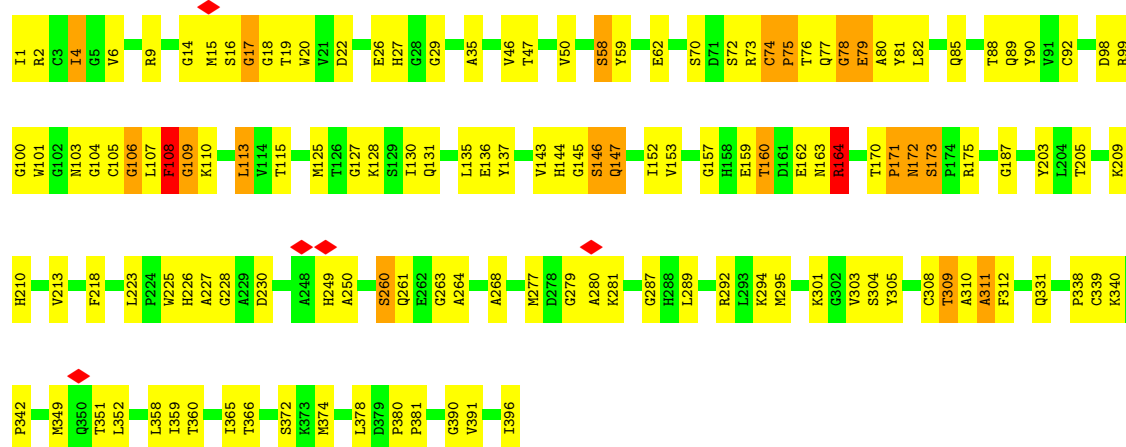 I1 R2 C3 I4 G5 V6 R9 G14 M15 S16 G17 G18 T19 W20 V21 D22 E26 H27 G28 G29 A35 V46 T47 V50 S58 Y59 E62 S70 D71 S72 R73 C74 P75 T76 Q77 G78 E79 A80 Y81 L82 Q85 T88 Q89 Y90 V91 C92 D98 R99
G100 W101 G102 N103 G104 C105 G106 L107 F108 G109 K110 L113 V114 T115 M125 T126 G127 K128 S129 I130 Q131 L135 E136 Y137 V143 H144 G145 S146 Q147 I152 V153 G157 H158 E159 T160 D161 E162 N163 R164 T170 P171 N172 S173 P174 R175 G187 Y203 L204 T205 K209
H210 V213 F218 L223 P224 W225 H226 A227 G228 A229 D230 A248 H249 A250 S260 Q261 E262 G263 A264 A268 M277 D278 G279 A280 K281 G287 H288 L289 R292 L293 K294 M295 K301 G302 V303 S304 Y305 C308 T309 A310 A311 F312 Q331 P338 C339 K340
P342 M349 Q350 T351 L352 L358 I359 T360 I365 T366 S372 K373 M374 L378 D379 P380 P381 G390 V391 I396